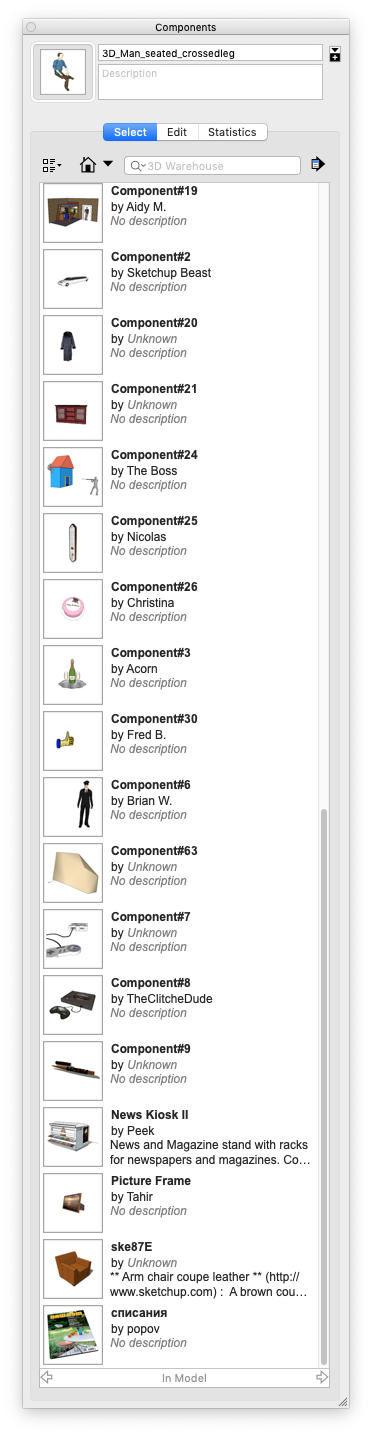 Components
3D_Man_seated_crossedleg
Description
Select Edit Statistics
3D Warehouse
Component#19
by Aidy M.
No description
Component#2
by Sketchup Beast
No description
Component#20
by Unknown
No description
Component#21
by Unknown
No description
Component#24
by The Boss
No description
Component#25
by Nicolas
No description
Component#26
by Christina
No description
Component#3
by Acorn
No description
Component#30
by Fred B.
No description
Component#6
by Brian W.
No description
Component#63
by Unknown
No description
Component#7
by Unknown
No description
Component#8
by TheClitcheDude
No description
Component#9
by Unknown
No description
News Kiosk II
by Peek
News and Magazine stand with racks
for newspapers and magazines. Co…
Picture Frame
by Tahir
No description
ske87E
by Unknown
** Arm chair coupe leather ** (http://
www.sketchup.com) : A brown cou…
списания
by popov
No description
In Model